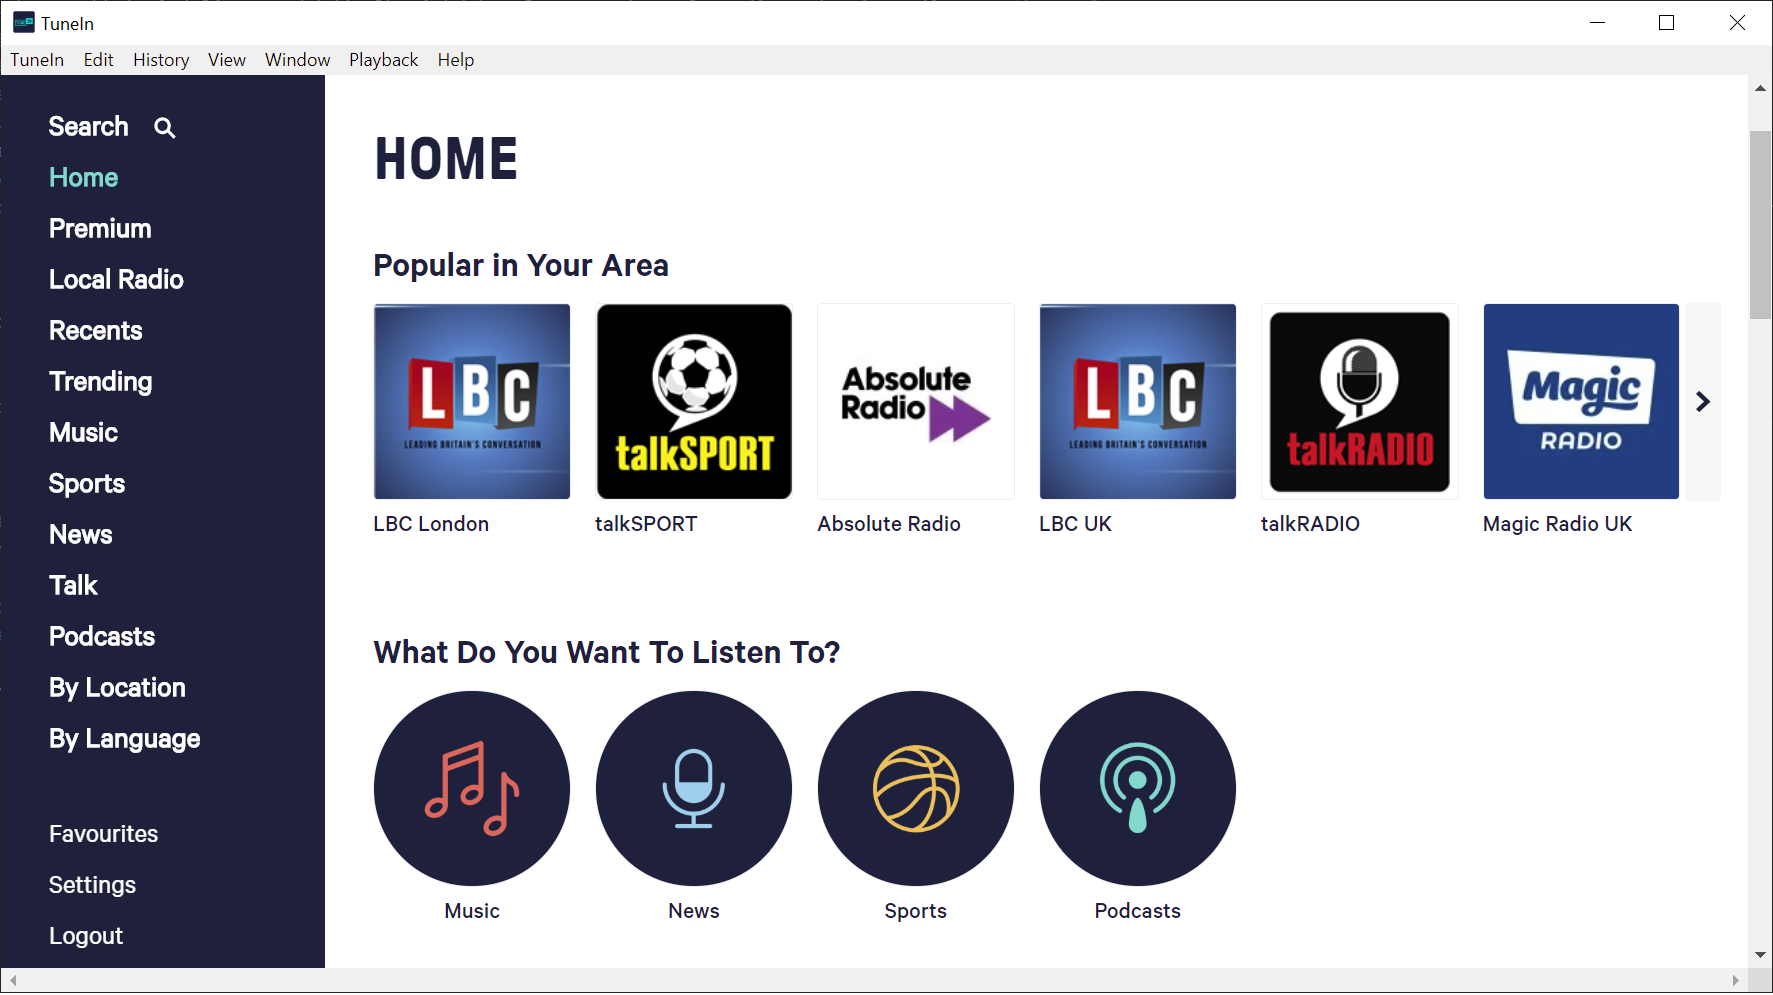 TuneIn
TuneIn Edit History View Window Playback Help
Search
Home
Premium
Local Radio
Recents
Trending
Music
Sports
News
Talk
Podcasts
By Location
By Language
Favourites
Settings
Logout
HOME
Popular in Your Area
LBC
LEADING BRITAIN'S CONVERSATION
talkSPORT
Absolute
Radio
LBC
LEADING BRITAIN'S CONVERSATION
talkRADIO
Magic
RADIO
LBC London
talkSPORT
Absolute Radio
LBC UK
talkRADIO
Magic Radio UK
What Do You Want To Listen To?
Music
News
Sports
Podcasts